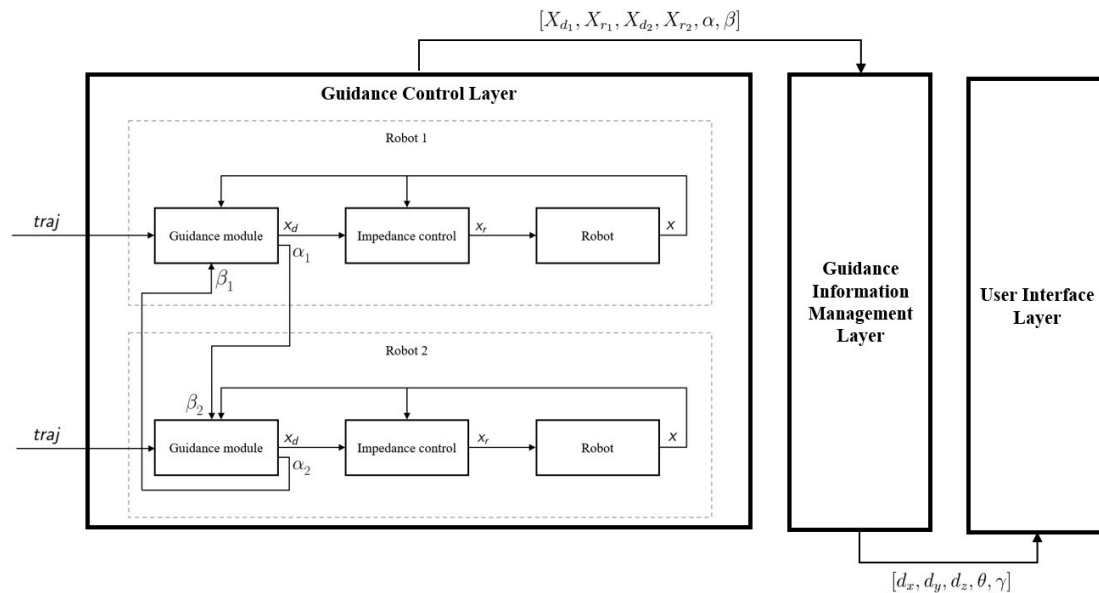 [X_{d_1}, X_{r_1}, X_{d_2}, X_{r_2}, α, β]
Guidance Control Layer
Robot 1
traj
Guidance module
x_d
Impedance control
x_r
Robot
x
α_1
β_1
Robot 2
β_2
traj
Guidance module
x_d
Impedance control
x_r
Robot
x
α_2
Guidance
Information
Management
Layer
User Interface
Layer
[d_x, d_y, d_z, θ, γ]